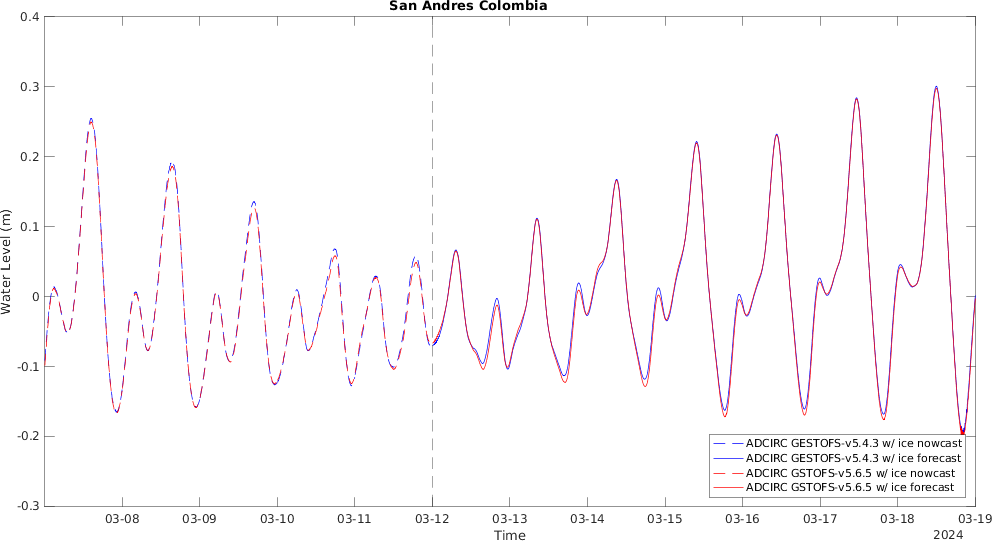 San Andres Colombia
0.4
0.3
0.2
0.1
0
-0.1
-0.2
-0.3
Water Level (m)
ADCIRC GESTOFS-v5.4.3 w/ ice nowcast
ADCIRC GESTOFS-v5.4.3 w/ ice forecast
ADCIRC GSTOFS-v5.6.5 w/ ice nowcast
ADCIRC GSTOFS-v5.6.5 w/ ice forecast
03-08 03-09 03-10 03-11 03-12 03-13 03-14 03-15 03-16 03-17 03-18 03-19
Time
2024